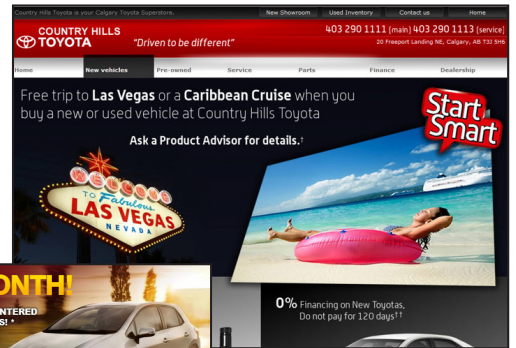 Country Hills Toyota is your Calgary Toyota Superstore.
New Showroom
Used Inventory
Contact us
Home
COUNTRY HILLS
TOYOTA
"Driven to be different"
403 290 1111 [main] 403 290 1113 [service]
20 Freeport Landing NE, Calgary, AB T3J 5H6
Home
New vehicles
Pre-owned
Service
Parts
Finance
Dealership
Free trip to Las Vegas or a Caribbean Cruise when you
buy a new or used vehicle at Country Hills Toyota
Start
Smart
Ask a Product Advisor for details.†
WELCOME
TO Fabulous
LAS VEGAS
NEVADA
ONTH!
NTERED
S! *
0% Financing on New Toyotas,
Do not pay for 120 days††